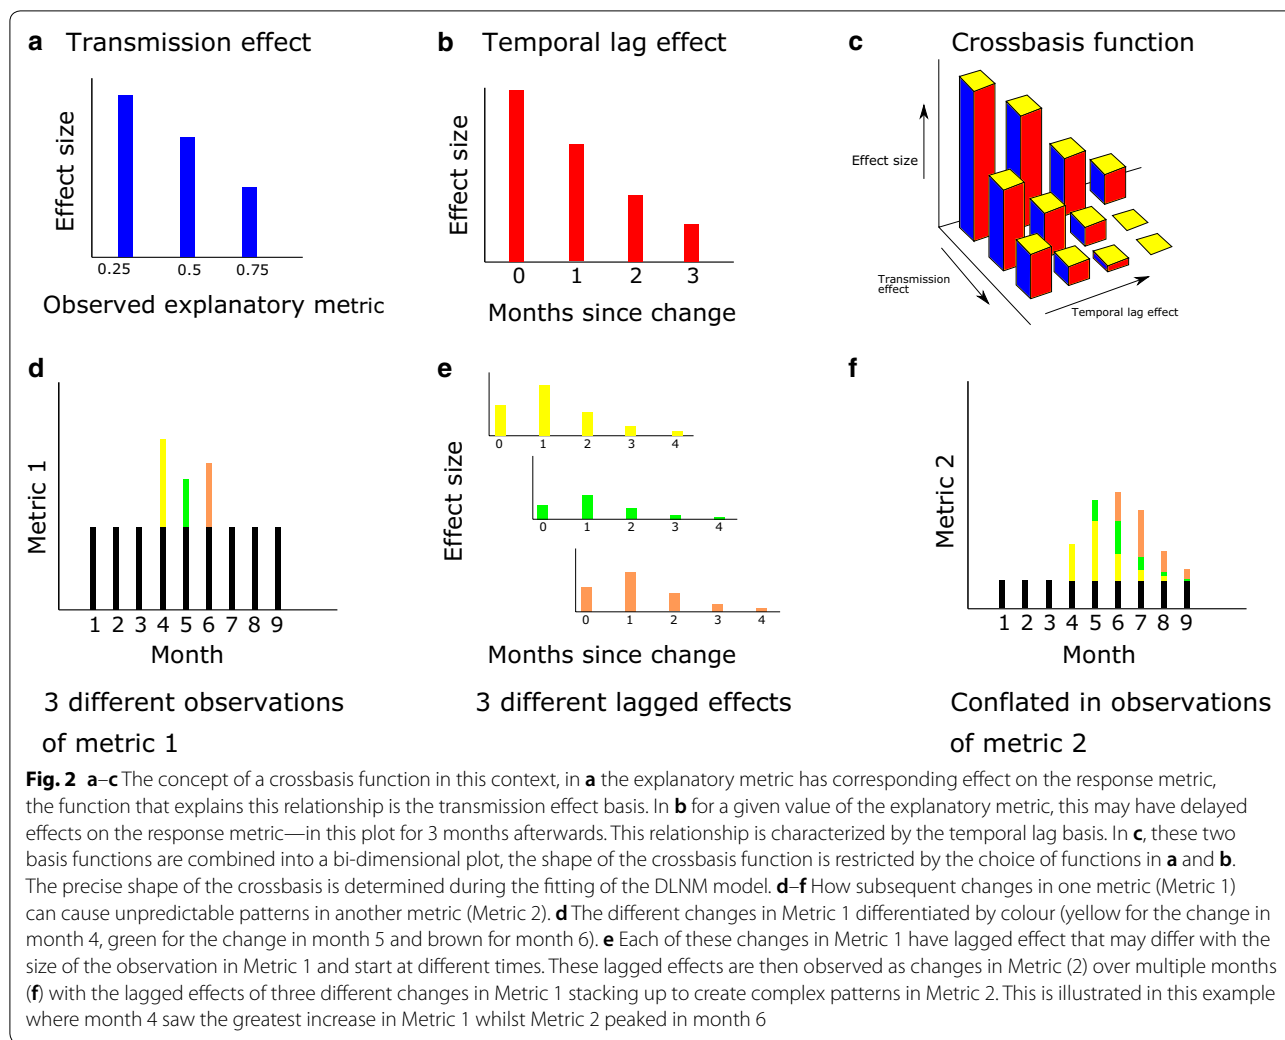 a Transmission effect
Effect size
0.25 0.5 0.75
Observed explanatory metric
b Temporal lag effect
Effect size
0 1 2 3
Months since change
c Crossbasis function
Effect size
Transmission
effect
Temporal lag effect
d
Metric 1
1 2 3 4 5 6 7 8 9
Month
3 different observations
of metric 1
e
Effect size
0 1 2 3 4
0 1 2 3 4
0 1 2 3 4
Months since change
3 different lagged effects
f
Metric 2
1 2 3 4 5 6 7 8 9
Month
Conflated in observations
of metric 2
Fig. 2 a–c The concept of a crossbasis function in this context, in a the explanatory metric has corresponding effect on the response metric,
the function that explains this relationship is the transmission effect basis. In b for a given value of the explanatory metric, this may have delayed
effects on the response metric—in this plot for 3 months afterwards. This relationship is characterized by the temporal lag basis. In c, these two
basis functions are combined into a bi-dimensional plot, the shape of the crossbasis function is restricted by the choice of functions in a and b.
The precise shape of the crossbasis is determined during the fitting of the DLNM model. d–f How subsequent changes in one metric (Metric 1)
can cause unpredictable patterns in another metric (Metric 2). d The different changes in Metric 1 differentiated by colour (yellow for the change in
month 4, green for the change in month 5 and brown for month 6). e Each of these changes in Metric 1 have lagged effect that may differ with the
size of the observation in Metric 1 and start at different times. These lagged effects are then observed as changes in Metric (2) over multiple months
(f) with the lagged effects of three different changes in Metric 1 stacking up to create complex patterns in Metric 2. This is illustrated in this example
where month 4 saw the greatest increase in Metric 1 whilst Metric 2 peaked in month 6